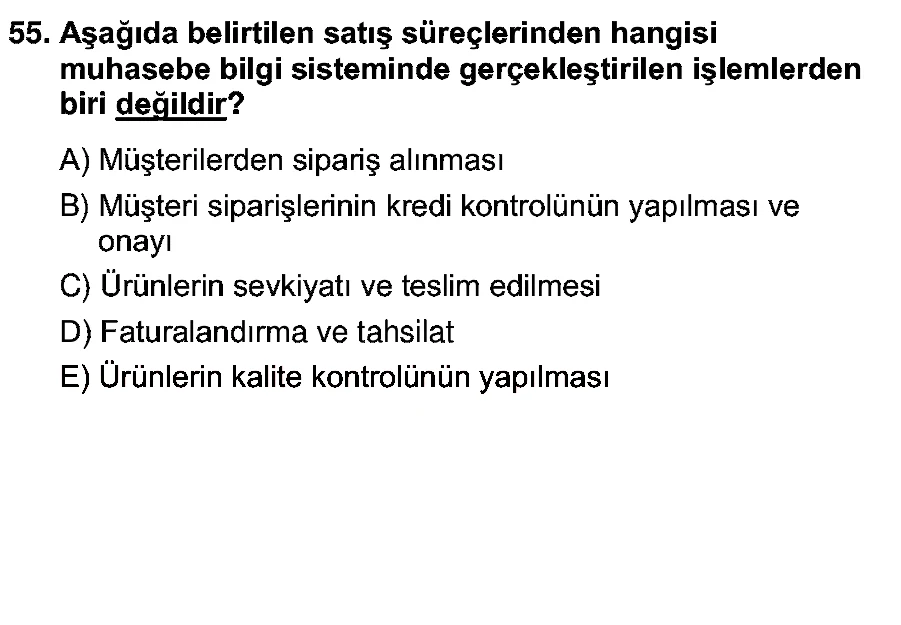 55. Aşağıda belirtilen satış süreçlerinden hangisi
muhasebe bilgi sisteminde gerçekleştirilen işlemlerden
biri değildir?
A) Müşterilerden sipariş alınması
B) Müşteri siparişlerinin kredi kontrolünün yapılması ve
onayı
C) Ürünlerin sevkiyatı ve teslim edilmesi
D) Faturalandırma ve tahsilat
E) Ürünlerin kalite kontrolünün yapılması